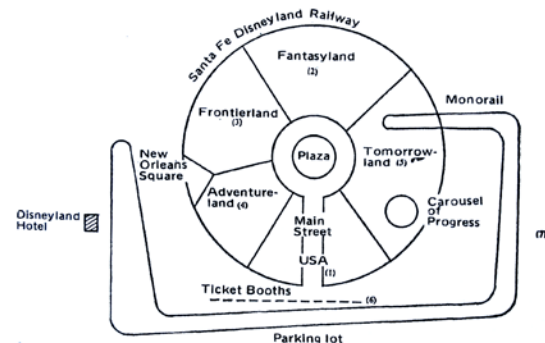 Santa Fe Disneyland Railway
Fantasyland
(2)
Frontierland
(3)
Monorail
Plaza
Tomorrow-
land (5)
New
Orleans
Square
Adventure-
land (4)
Disneyland
Hotel
Main
Street
USA
(1)
Carousel
of
Progress
(7)
Ticket Booths
(6)
Parking lot